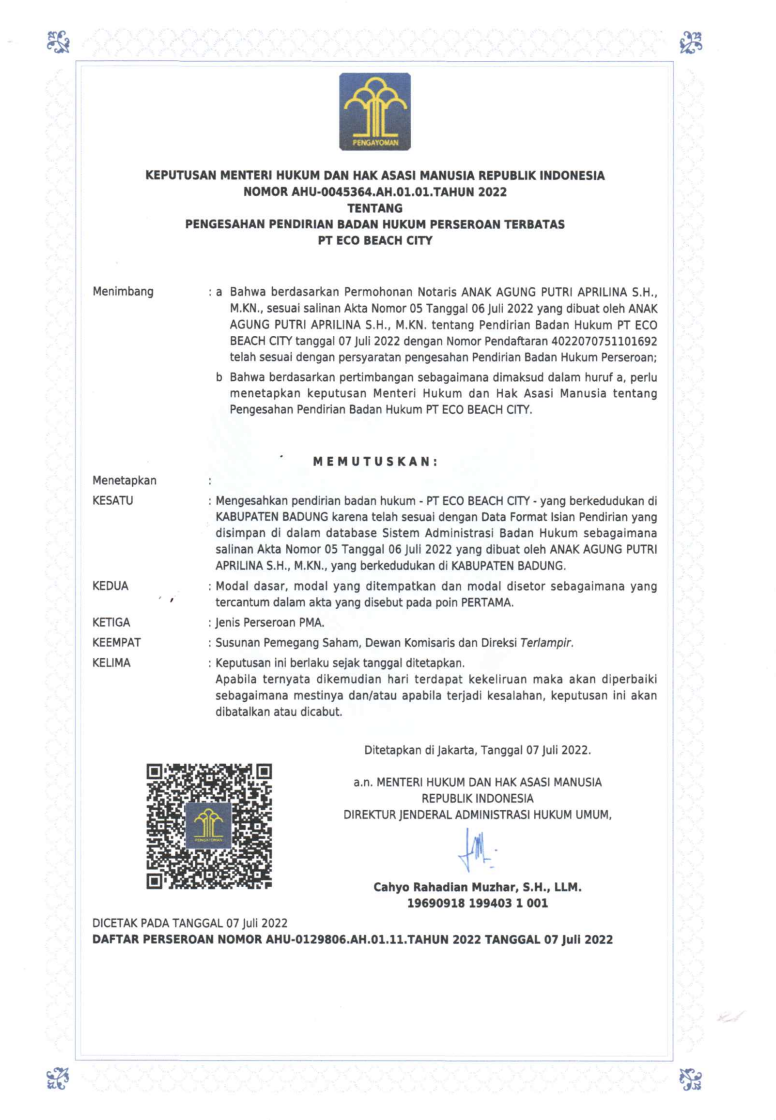 PENGAYOMAN
KEPUTUSAN MENTERI HUKUM DAN HAK ASASI MANUSIA REPUBLIK INDONESIA
NOMOR AHU-0045364.AH.01.01.TAHUN 2022
TENTANG
PENGESAHAN PENDIRIAN BADAN HUKUM PERSEROAN TERBATAS
PT ECO BEACH CITY
Menimbang : a Bahwa berdasarkan Permohonan Notaris ANAK AGUNG PUTRI APRILINA S.H.,
M.KN., sesuai salinan Akta Nomor 05 Tanggal 06 Juli 2022 yang dibuat oleh ANAK
AGUNG PUTRI APRILINA S.H., M.KN. tentang Pendirian Badan Hukum PT ECO
BEACH CITY tanggal 07 Juli 2022 dengan Nomor Pendaftaran 4022070751101692
telah sesuai dengan persyaratan pengesahan Pendirian Badan Hukum Perseroan;
b Bahwa berdasarkan pertimbangan sebagaimana dimaksud dalam huruf a, perlu
menetapkan keputusan Menteri Hukum dan Hak Asasi Manusia tentang
Pengesahan Pendirian Badan Hukum PT ECO BEACH CITY.
M E M U T U S K A N :
Menetapkan :
KESATU : Mengesahkan pendirian badan hukum - PT ECO BEACH CITY - yang berkedudukan di
KABUPATEN BADUNG karena telah sesuai dengan Data Format Isian Pendirian yang
disimpan di dalam database Sistem Administrasi Badan Hukum sebagaimana
salinan Akta Nomor 05 Tanggal 06 Juli 2022 yang dibuat oleh ANAK AGUNG PUTRI
APRILINA S.H., M.KN., yang berkedudukan di KABUPATEN BADUNG.
KEDUA : Modal dasar, modal yang ditempatkan dan modal disetor sebagaimana yang
tercantum dalam akta yang disebut pada poin PERTAMA.
KETIGA : Jenis Perseroan PMA.
KEEMPAT : Susunan Pemegang Saham, Dewan Komisaris dan Direksi Terlampir.
KELIMA : Keputusan ini berlaku sejak tanggal ditetapkan.
Apabila ternyata dikemudian hari terdapat kekeliruan maka akan diperbaiki
sebagaimana mestinya dan/atau apabila terjadi kesalahan, keputusan ini akan
dibatalkan atau dicabut.
Ditetapkan di Jakarta, Tanggal 07 Juli 2022.
a.n. MENTERI HUKUM DAN HAK ASASI MANUSIA
REPUBLIK INDONESIA
DIREKTUR JENDERAL ADMINISTRASI HUKUM UMUM,
PENGAYOMAN
Cahyo Rahadian Muzhar, S.H., LLM.
19690918 199403 1 001
DICETAK PADA TANGGAL 07 Juli 2022
DAFTAR PERSEROAN NOMOR AHU-0129806.AH.01.11.TAHUN 2022 TANGGAL 07 Juli 2022